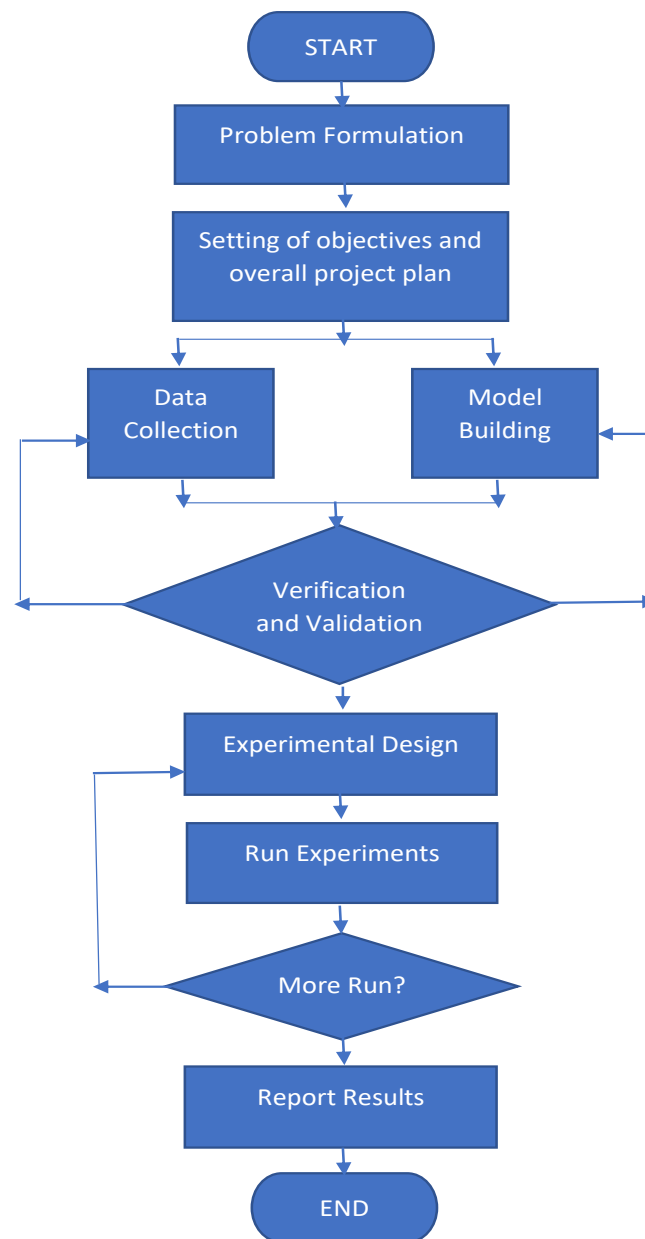 START
Problem Formulation
Setting of objectives and
overall project plan
Data
Collection
Model
Building
Verification
and Validation
Experimental Design
Run Experiments
More Run?
Report Results
END